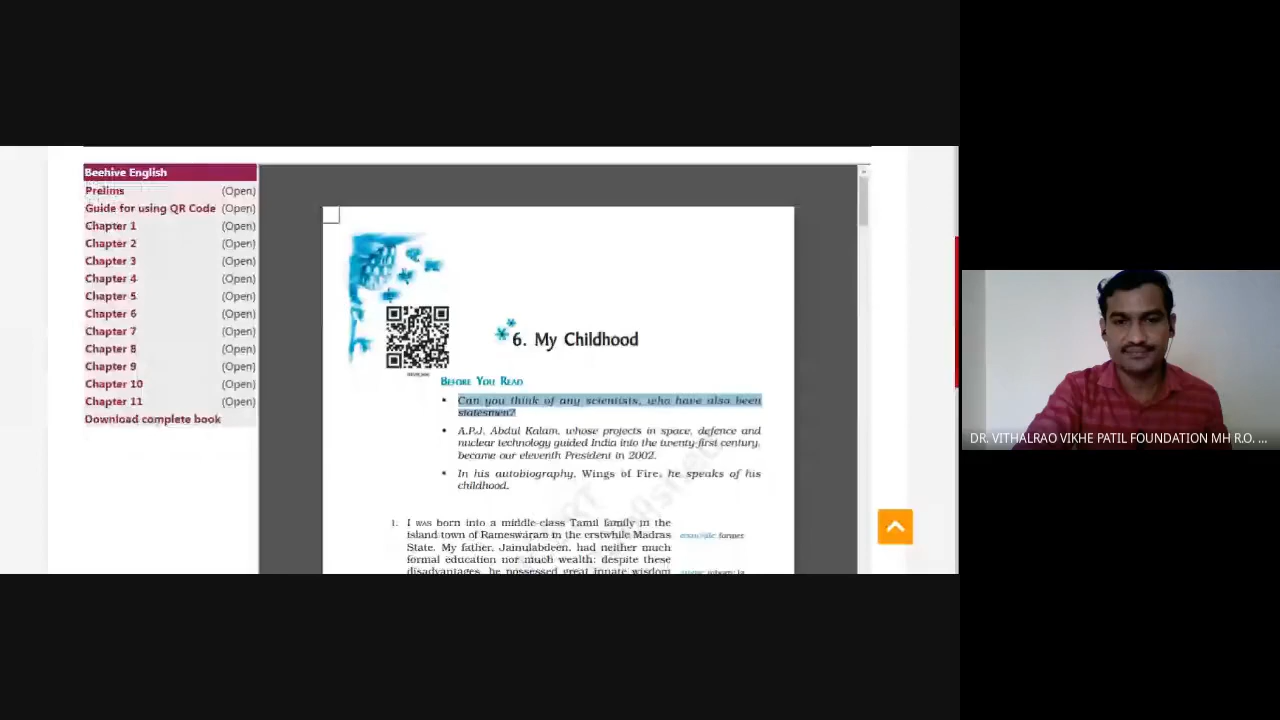 Beehive English
Prelims (Open)
Guide for using QR Code (Open)
Chapter 1 (Open)
Chapter 2 (Open)
Chapter 3 (Open)
Chapter 4 (Open)
Chapter 5 (Open)
Chapter 6 (Open)
Chapter 7 (Open)
Chapter 8 (Open)
Chapter 9 (Open)
Chapter 10 (Open)
Chapter 11 (Open)
Download complete book
6. My Childhood
BEFORE YOU READ
• Can you think of any scientists, who have also been
statesmen?
• A.P.J. Abdul Kalam, whose projects in space, defence and
nuclear technology guided India into the twenty-first century,
became our eleventh President in 2002.
• In his autobiography, Wings of Fire, he speaks of his
childhood.
1. I WAS born into a middle-class Tamil family in the
island town of Rameswaram in the erstwhile Madras
State. My father, Jainulabdeen, had neither much
formal education nor much wealth; despite these
disadvantages, he possessed great innate wisdom
erstwhile: former
DR. VITHALRAO VIKHE PATIL FOUNDATION MH R.O. ...